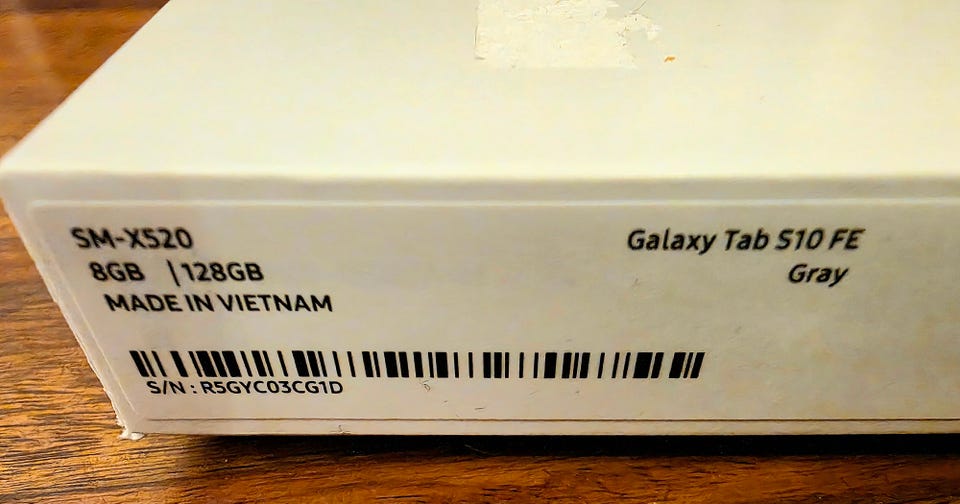 SM-X520
8GB | 128GB
MADE IN VIETNAM
Galaxy Tab S10 FE
Gray
S/N : R5GYC03CG1D